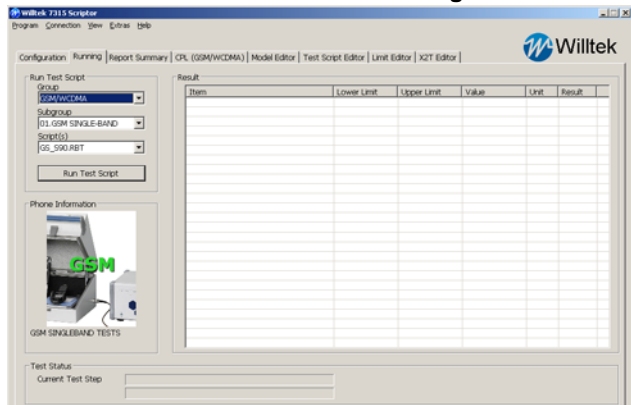 Willtek 7315 Scriptor
Program Connection View Extras Help
Willtek
Configuration Running Report Summary CPL (GSM/WCDMA) Model Editor Test Script Editor Limit Editor X2T Editor
Run Test Script
Group
GSM/WCDMA
Subgroup
01.GSM SINGLE-BAND
Script(s)
GS_S90.RBT
Run Test Script
Result
Item Lower Limit Upper Limit Value Unit Result
Phone Information
GSM
GSM SINGLEBAND TESTS
Test Status
Current Test Step